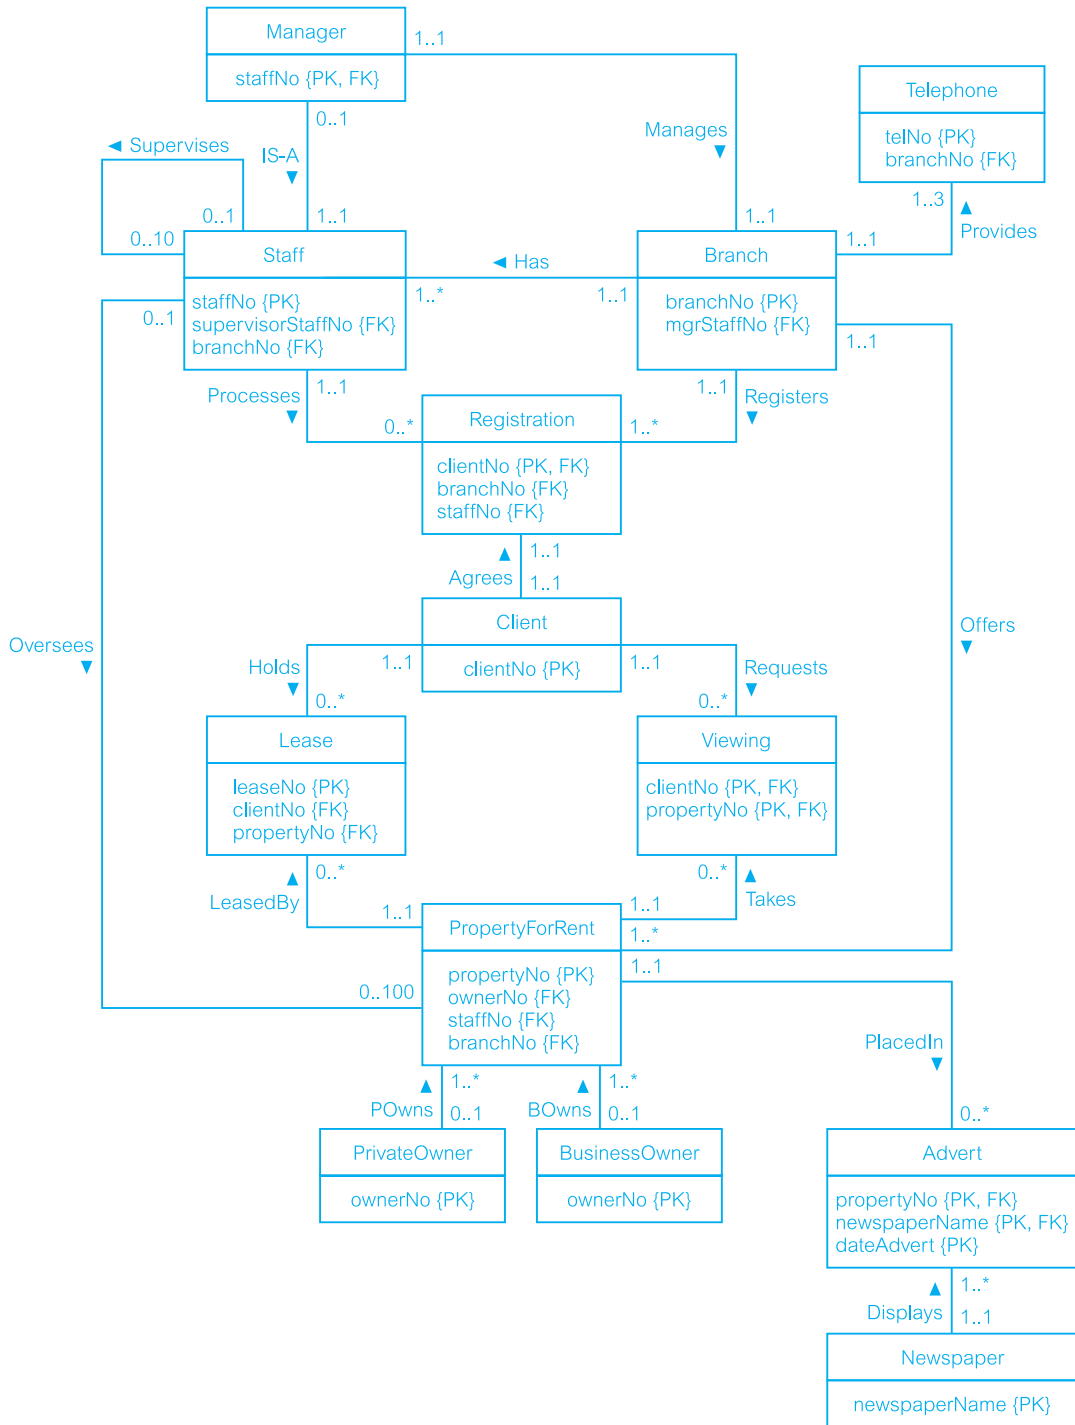 Manager
1..1
staffNo {PK, FK}
Telephone
telNo {PK}
branchNo {FK}
0..1
Manages
▼
◄ Supervises
IS-A
▼
1..3
▲
Provides
0..1
1..1
1..1
1..1
0..10
Staff
◄ Has
Branch
staffNo {PK}
supervisorStaffNo {FK}
branchNo {FK}
1..*
1..1
branchNo {PK}
mgrStaffNo {FK}
0..1
1..1
1..1
1..1
Processes
▼
Registers
▼
0..*
Registration
1..*
clientNo {PK, FK}
branchNo {FK}
staffNo {FK}
▲
Agrees
1..1
1..1
Client
clientNo {PK}
Oversees
▼
Offers
▼
Holds
▼
1..1
1..1
Requests
▼
0..*
0..*
Lease
leaseNo {PK}
clientNo {FK}
propertyNo {FK}
Viewing
clientNo {PK, FK}
propertyNo {PK, FK}
0..*
0..*
▲
LeasedBy
▲
Takes
1..1
1..1
PropertyForRent
1..*
1..1
propertyNo {PK}
ownerNo {FK}
staffNo {FK}
branchNo {FK}
0..100
PlacedIn
▼
▲
POwns
1..*
0..1
▲
BOwns
1..*
0..1
0..*
PrivateOwner
ownerNo {PK}
BusinessOwner
ownerNo {PK}
Advert
propertyNo {PK, FK}
newspaperName {PK, FK}
dateAdvert {PK}
▲
Displays
1..*
1..1
Newspaper
newspaperName {PK}